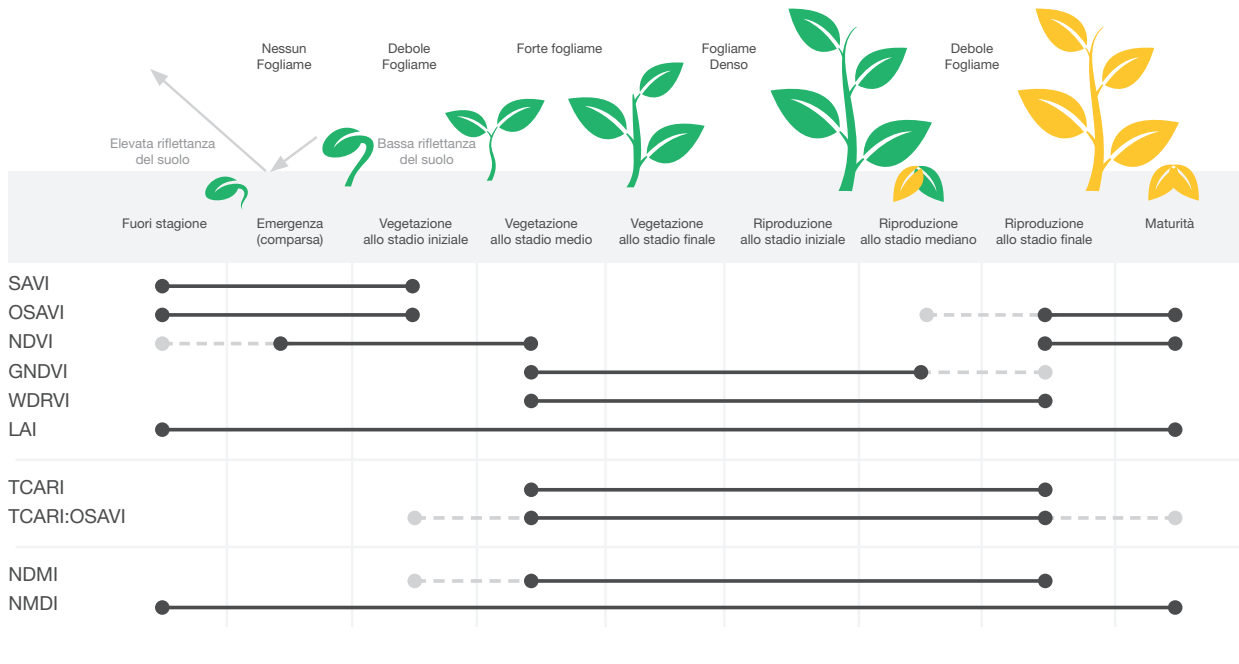 Nessun
Fogliame
Debole
Fogliame
Forte fogliame
Fogliame
Denso
Debole
Fogliame
Elevata riflettanza
del suolo
Bassa riflettanza
del suolo
Fuori stagione
Emergenza
(comparsa)
Vegetazione
allo stadio iniziale
Vegetazione
allo stadio medio
Vegetazione
allo stadio finale
Riproduzione
allo stadio iniziale
Riproduzione
allo stadio mediano
Riproduzione
allo stadio finale
Maturità
SAVI
OSAVI
NDVI
GNDVI
WDRVI
LAI
TCARI
TCARI:OSAVI
NDMI
NMDI